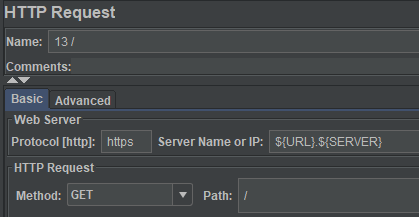 HTTP Request
Name: 13 /
Comments:
Basic Advanced
Web Server
Protocol [http]: https Server Name or IP: ${URL}.${SERVER}
HTTP Request
Method: GET Path: /